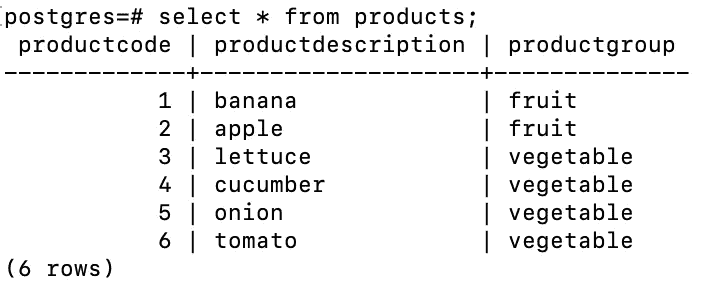 postgres=# select * from products;
 productcode | productdescription | productgroup
-------------+--------------------+--------------
           1 | banana             | fruit
           2 | apple              | fruit
           3 | lettuce            | vegetable
           4 | cucumber           | vegetable
           5 | onion              | vegetable
           6 | tomato             | vegetable
(6 rows)